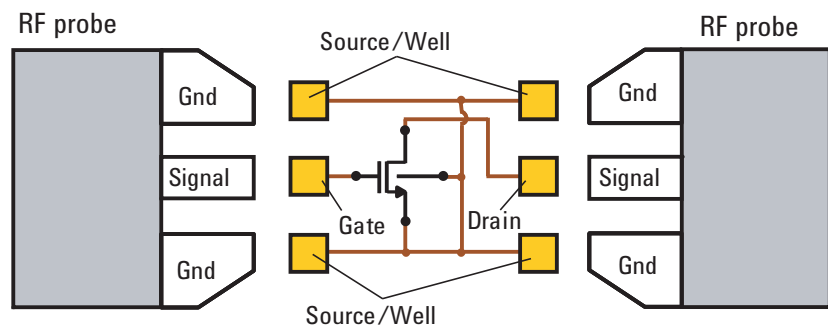 RF probe
RF probe
Source/Well
Gnd
Gnd
Signal
Signal
Gate
Drain
Gnd
Gnd
Source/Well